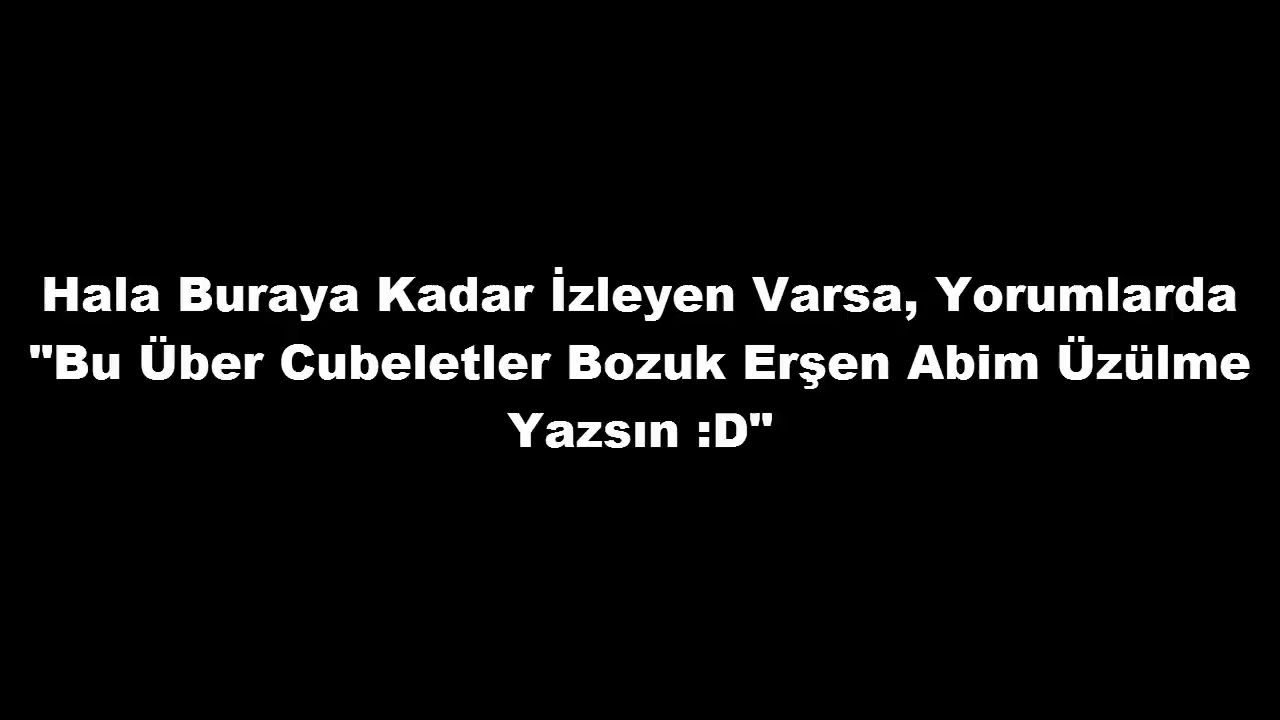 Hala Buraya Kadar İzleyen Varsa, Yorumlarda
"Bu Über Cubeletler Bozuk Erşen Abim Üzülme
Yazsın :D"